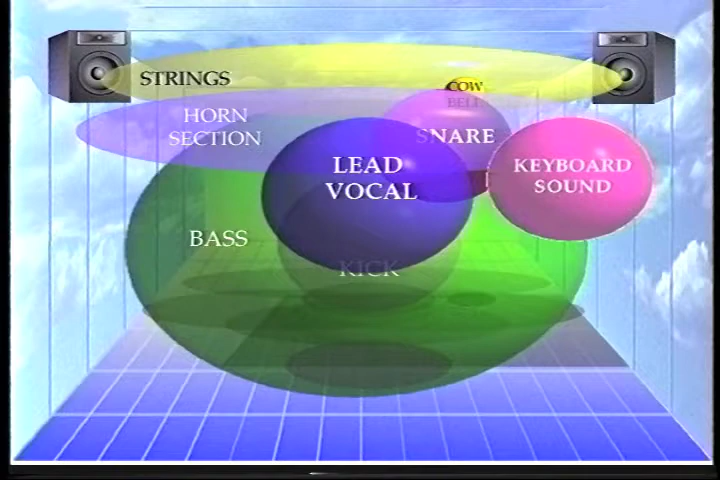 STRINGS
COW
BELL
HORN
SECTION
SNARE
LEAD
VOCAL
KEYBOARD
SOUND
BASS
KICK